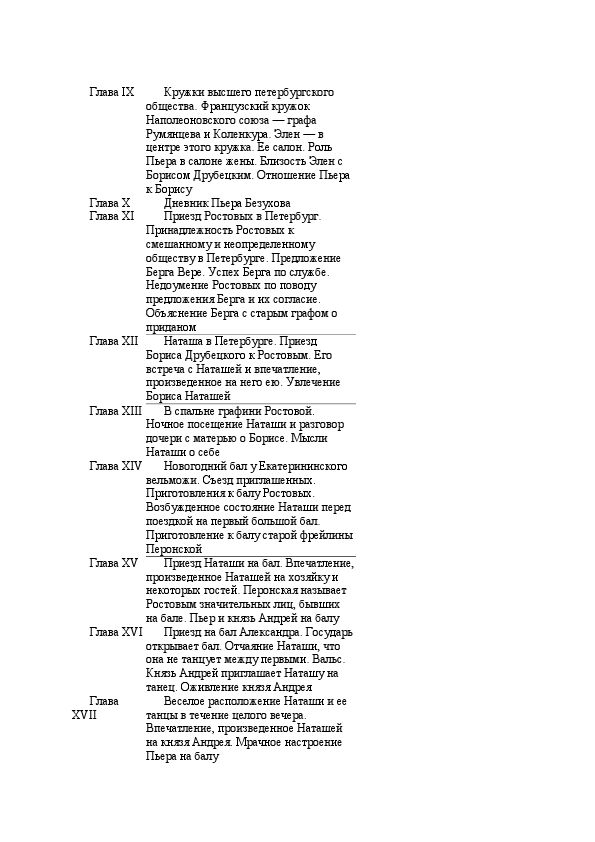 Глава IX Кружки высшего петербургского
общества. Французский кружок
Наполеоновского союза — графа
Румянцева и Коленкура. Элен — в
центре этого кружка. Ее салон. Роль
Пьера в салоне жены. Близость Элен с
Борисом Друбецким. Отношение Пьера
к Борису
Глава X Дневник Пьера Безухова
Глава XI Приезд Ростовых в Петербург.
Принадлежность Ростовых к
смешанному и неопределенному
обществу в Петербурге. Предложение
Берга Вере. Успех Берга по службе.
Недоумение Ростовых по поводу
предложения Берга и их согласие.
Объяснение Берга с старым графом о
приданом
Глава XII Наташа в Петербурге. Приезд
Бориса Друбецкого к Ростовым. Его
встреча с Наташей и впечатление,
произведенное на него ею. Увлечение
Бориса Наташей
Глава XIII В спальне графини Ростовой.
Ночное посещение Наташи и разговор
дочери с матерью о Борисе. Мысли
Наташи о себе
Глава XIV Новогодний бал у Екатерининского
вельможи. Съезд приглашенных.
Приготовления к балу Ростовых.
Возбужденное состояние Наташи перед
поездкой на первый большой бал.
Приготовление к балу старой фрейлины
Перонской
Глава XV Приезд Наташи на бал. Впечатление,
произведенное Наташей на хозяйку и
некоторых гостей. Перонская называет
Ростовым значительных лиц, бывших
на бале. Пьер и князь Андрей на балу
Глава XVI Приезд на бал Александра. Государь
открывает бал. Отчаяние Наташи, что
она не танцует между первыми. Вальс.
Князь Андрей приглашает Наташу на
танец. Оживление князя Андрея
Глава Веселое расположение Наташи и ее
XVII танцы в течение целого вечера.
Впечатление, произведенное Наташей
на князя Андрея. Мрачное настроение
Пьера на балу